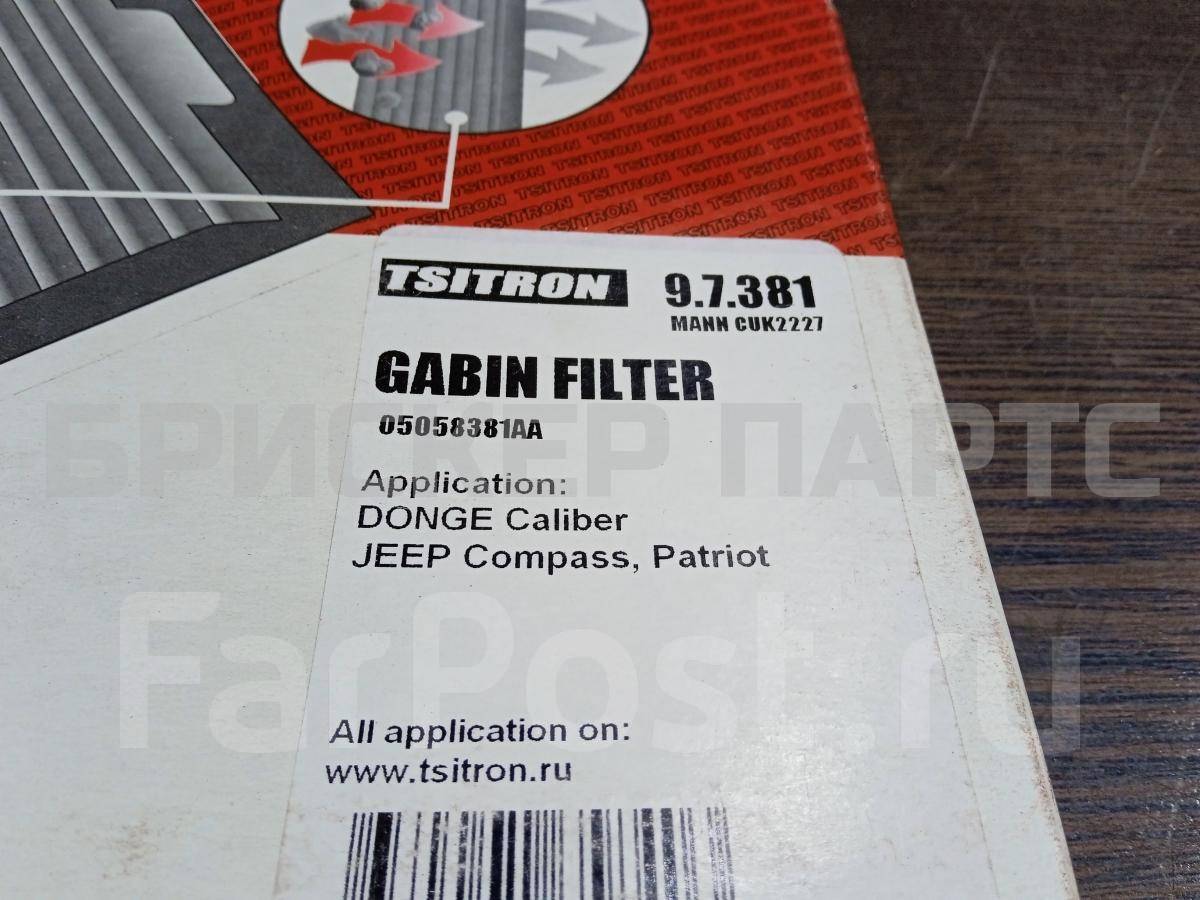 TSITRON
9.7.381
MANN CUK2227
GABIN FILTER
05058381AA
БРИСКЕР ПАРТС
Application:
DONGE Caliber
JEEP Compass, Patriot
FarPost.ru
All application on:
www.tsitron.ru